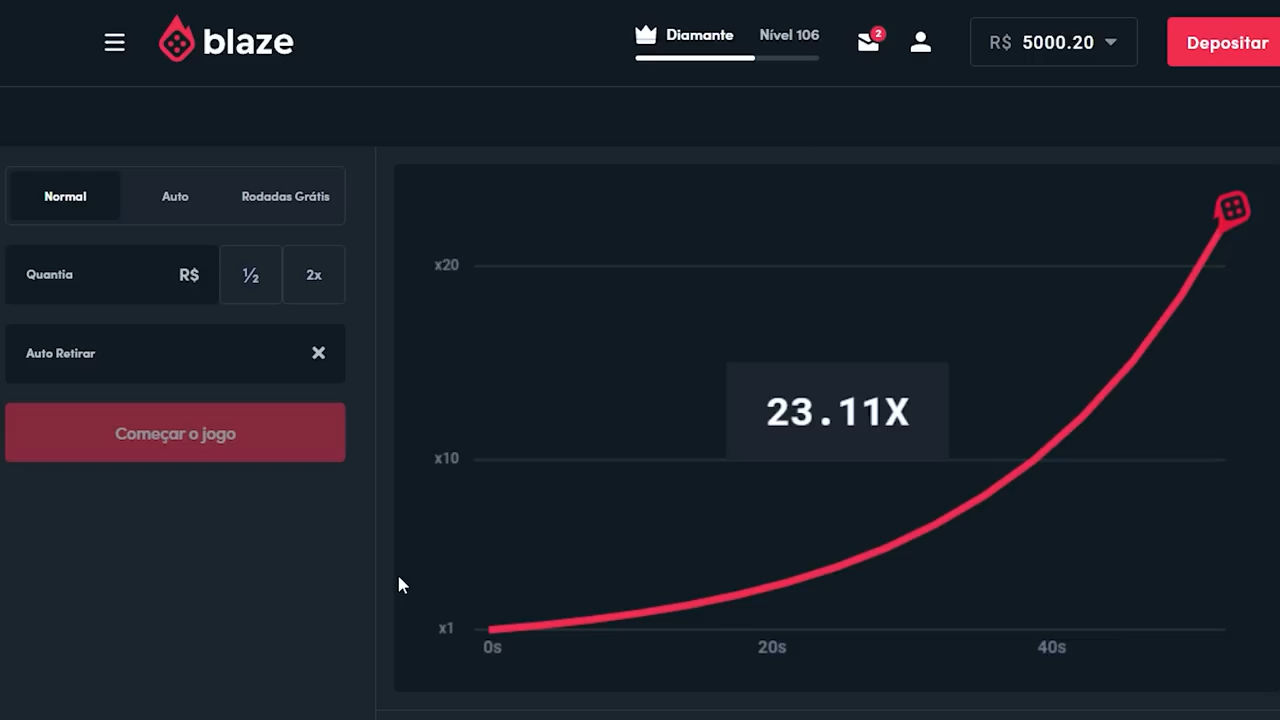 blaze
Diamante Nível 106
2
R$ 5000.20
Depositar
Normal Auto Rodadas Grátis
Quantia R$ ½ 2x
Auto Retirar
Começar o jogo
x20
23.11X
x10
x1
0s 20s 40s